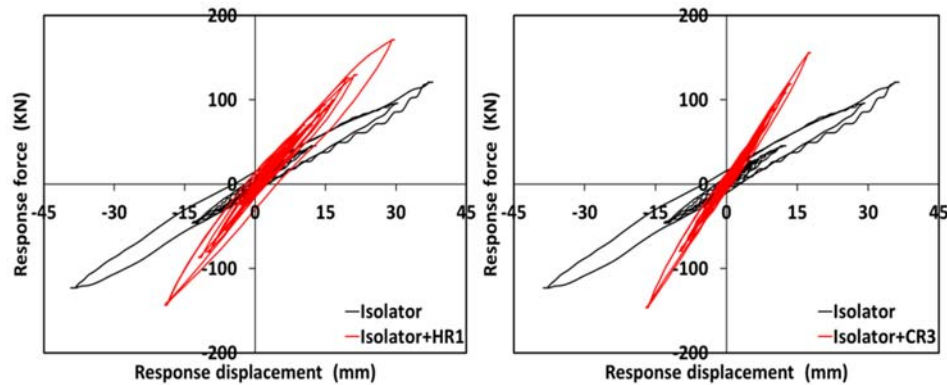 200
100
0
-45 -30 -15 0 15 30 45
-100
-200
Response force (KN)
Response displacement (mm)
Isolator
Isolator+HR1
200
100
0
-45 -30 -15 0 15 30 45
-100
-200
Response force (KN)
Response displacement (mm)
Isolator
Isolator+CR3